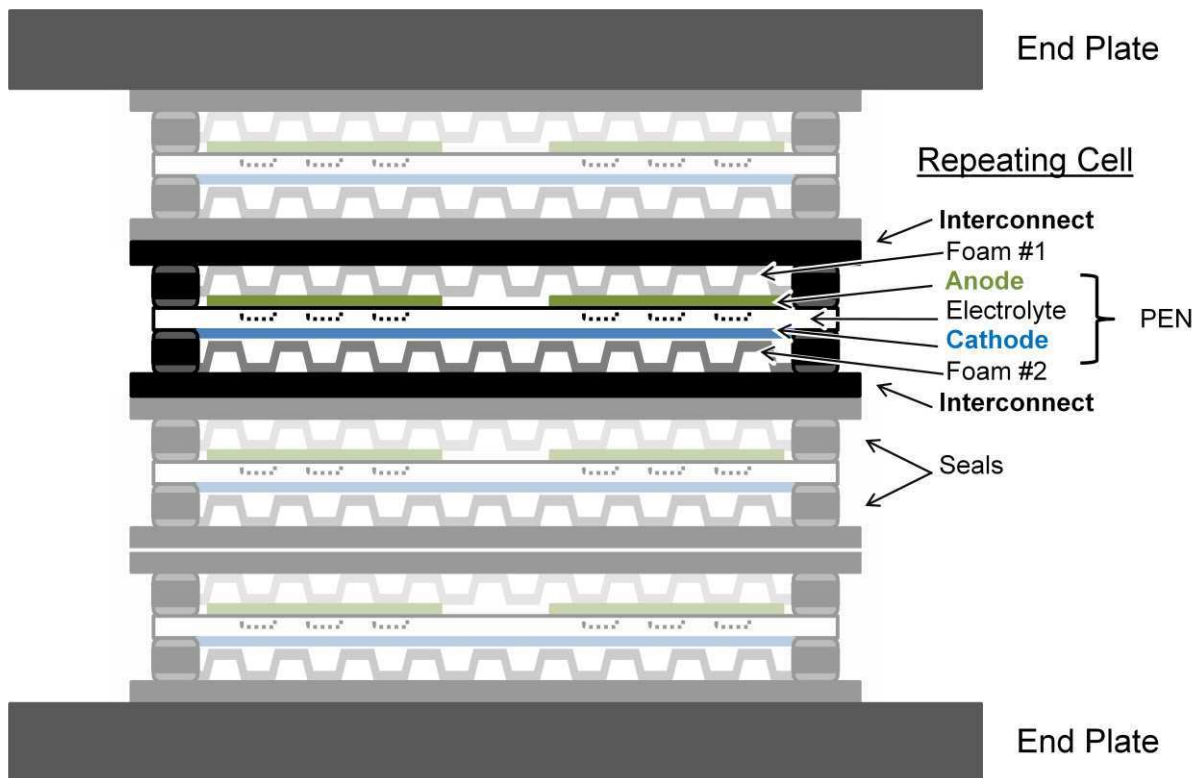 End Plate
Repeating Cell
Interconnect
Foam #1
Anode
Electrolyte
PEN
Cathode
Foam #2
Interconnect
Seals
End Plate